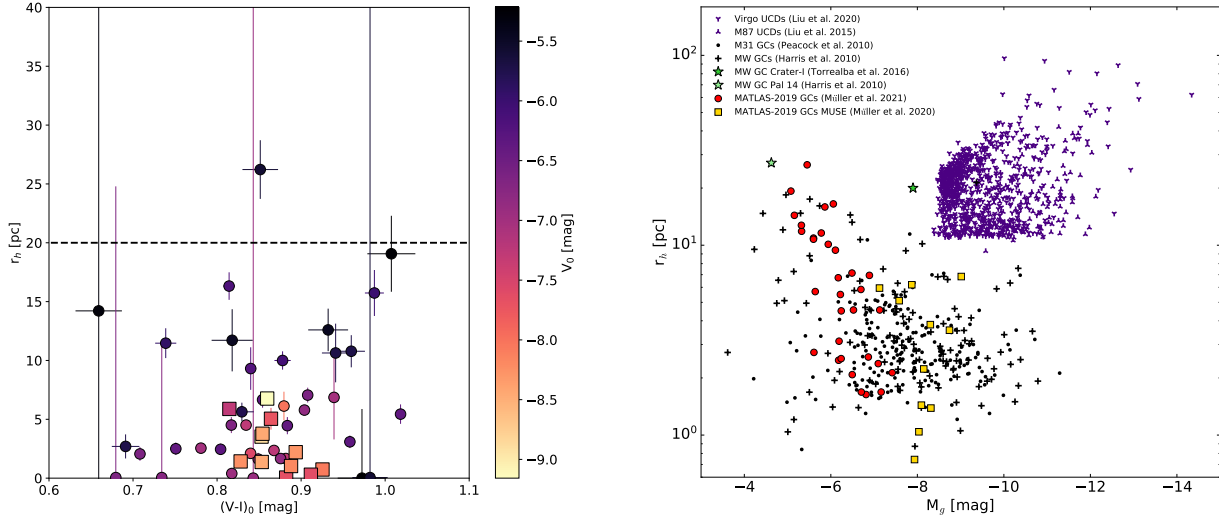 40
35
30
25
20
15
10
5
0
r_h [pc]
0.6 0.7 0.8 0.9 1.0 1.1
(V-I)_0 [mag]
−5.5
−6.0
−6.5
−7.0
−7.5
−8.0
−8.5
−9.0
V_0 [mag]
Virgo UCDs (Liu et al. 2020)
M87 UCDs (Liu et al. 2015)
M31 GCs (Peacock et al. 2010)
MW GCs (Harris et al. 2010)
MW GC Crater-I (Torrealba et al. 2016)
MW GC Pal 14 (Harris et al. 2010)
MATLAS-2019 GCs (Müller et al. 2021)
MATLAS-2019 GCs MUSE (Müller et al. 2020)
10^2
10^1
10^0
r_h [pc]
−4 −6 −8 −10 −12 −14
M_g [mag]